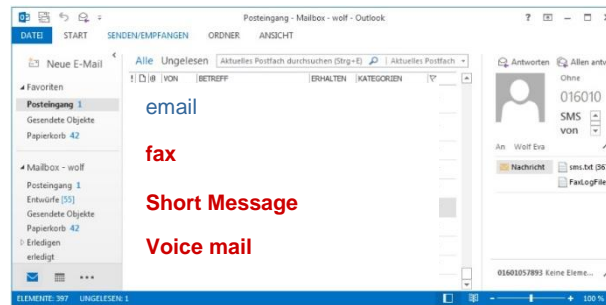 Posteingang - Mailbox - wolf - Outlook
DATEI START SENDEN/EMPFANGEN ORDNER ANSICHT
Neue E-Mail
Favoriten
Posteingang 1
Gesendete Objekte
Papierkorb 42
Mailbox - wolf
Posteingang 1
Entwürfe [55]
Gesendete Objekte
Papierkorb 42
Erledigen
erledigt
Alle Ungelesen Aktuelles Postfach durchsuchen (Strg+E) Aktuelles Postfach
VON BETREFF ERHALTEN KATEGORIEN
email
fax
Short Message
Voice mail
Antworten Allen antw
Ohne
016010
SMS
von
An Wolf Eva
Nachricht sms.txt (36
FaxLogFile
01601057893 Keine Eleme...
ELEMENTE: 397 UNGELESEN: 1
100 %